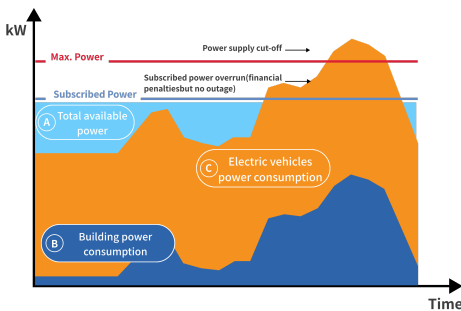 kW
Power supply cut-off
Max. Power
Subscribed power overrun(financial
penaltiesbut no outage)
Subscribed Power
A Total available
power
C Electric vehicles
power consumption
B Building power
consumption
Time